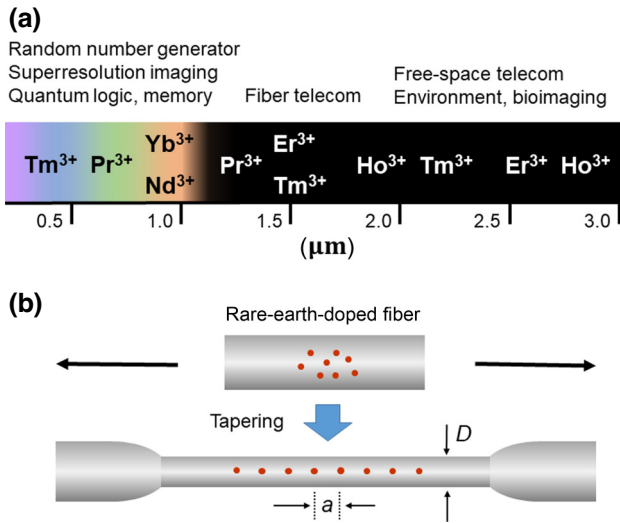 (a)
Random number generator
Superresolution imaging
Quantum logic, memory
Fiber telecom
Free-space telecom
Environment, bioimaging
Tm3+ Pr3+ Yb3+ Nd3+ Pr3+ Er3+ Tm3+ Ho3+ Tm3+ Er3+ Ho3+
0.5 1.0 1.5 2.0 2.5 3.0
(μm)
(b)
Rare-earth-doped fiber
Tapering
D
a